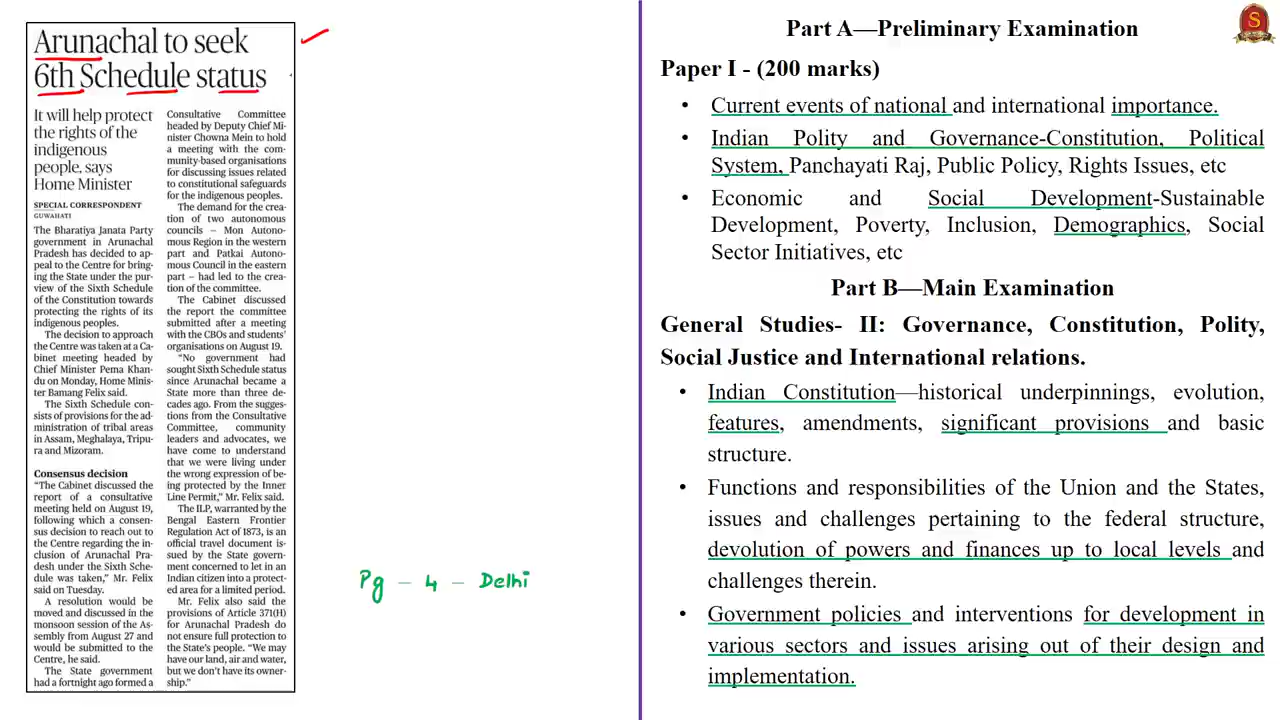 Arunachal to seek
6th Schedule status
It will help protect
the rights of the
indigenous
people, says
Home Minister
SPECIAL CORRESPONDENT
GUWAHATI
The Bharatiya Janata Party
government in Arunachal
Pradesh has decided to ap-
peal to the Centre for bring-
ing the State under the pur-
view of the Sixth Schedule
of the Constitution towards
protecting the rights of its
indigenous peoples.
The decision to approach
the Centre was taken at a Ca-
binet meeting headed by
Chief Minister Pema Khan-
du on Monday, Home Minis-
ter Bamang Felix said.
The Sixth Schedule con-
sists of provisions for the ad-
ministration of tribal areas
in Assam, Meghalaya, Tripu-
ra and Mizoram.
Consensus decision
"The Cabinet discussed the
report of a consultative
meeting held on August 19,
following which a consen-
sus decision to reach out to
the Centre regarding the in-
clusion of Arunachal Pra-
desh under the Sixth Sche-
dule was taken," Mr. Felix
said on Tuesday.
A resolution would be
moved and discussed in the
monsoon session of the As-
sembly from August 27 and
would be submitted to the
Centre, he said.
The State government
had a fortnight ago formed a
Consultative Committee
headed by Deputy Chief Mi-
nister Chowna Mein to hold
a meeting with the com-
munity-based organisations
for discussing issues related
to constitutional safeguards
for the indigenous peoples.
The demand for the crea-
tion of two autonomous
councils – Mon Autono-
mous Region in the western
part and Patkai Autono-
mous Council in the eastern
part – had led to the crea-
tion of the committee.
The Cabinet discussed
the report the committee
submitted after a meeting
with the CBOs and students'
organisations on August 19.
"No government had
sought Sixth Schedule status
since Arunachal became a
State more than three de-
cades ago. From the sugges-
tions from the Consultative
Committee, community
leaders and advocates, we
have come to understand
that we were living under
the wrong expression of be-
ing protected by the Inner
Line Permit," Mr. Felix said.
The ILP, warranted by the
Bengal Eastern Frontier
Regulation Act of 1873, is an
official travel document is-
sued by the State govern-
ment concerned to let in an
Indian citizen into a protect-
ed area for a limited period.
Mr. Felix also said the
provisions of Article 371(H)
for Arunachal Pradesh do
not ensure full protection to
the State's people. "We may
have our land, air and water,
but we don't have its owner-
ship."
Pg – 4 – Delhi
Part A—Preliminary Examination
Paper I - (200 marks)
• Current events of national and international importance.
• Indian Polity and Governance-Constitution, Political
System, Panchayati Raj, Public Policy, Rights Issues, etc
• Economic and Social Development-Sustainable
Development, Poverty, Inclusion, Demographics, Social
Sector Initiatives, etc
Part B—Main Examination
General Studies- II: Governance, Constitution, Polity,
Social Justice and International relations.
• Indian Constitution—historical underpinnings, evolution,
features, amendments, significant provisions and basic
structure.
• Functions and responsibilities of the Union and the States,
issues and challenges pertaining to the federal structure,
devolution of powers and finances up to local levels and
challenges therein.
• Government policies and interventions for development in
various sectors and issues arising out of their design and
implementation.